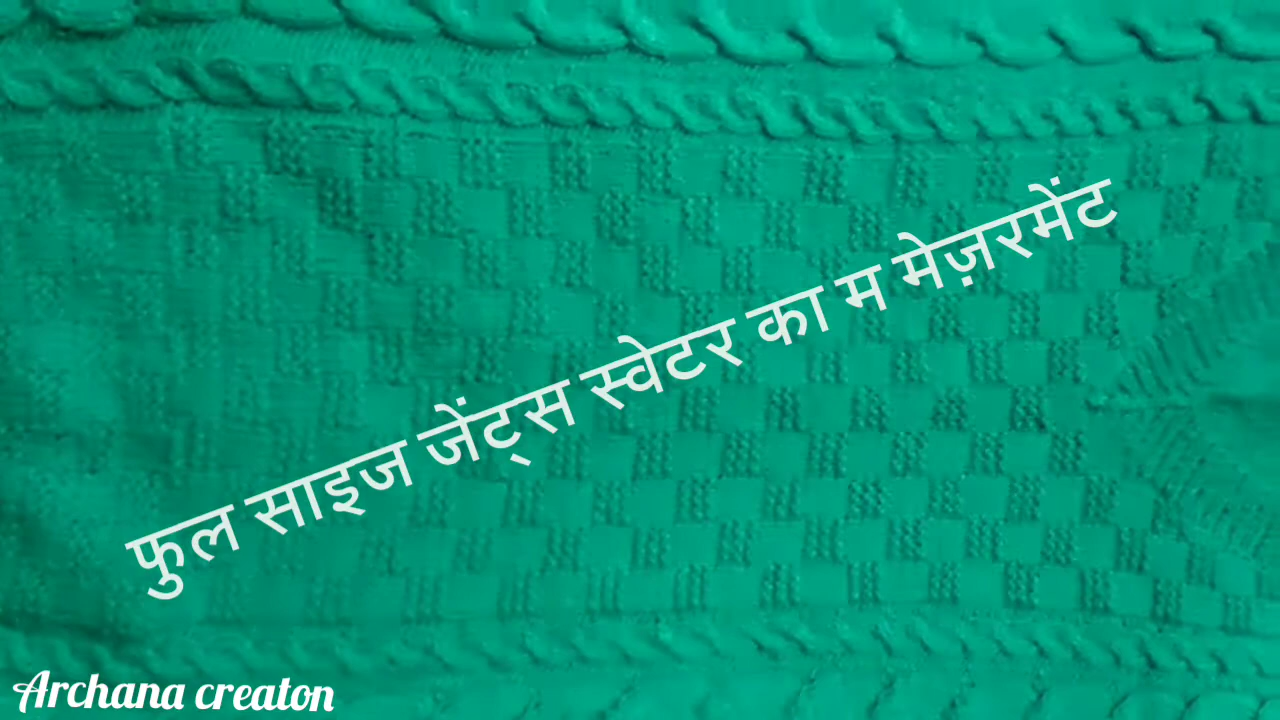 फुल साइज जेंट्स स्वेटर का म मेज़रमेंट
Archana creaton